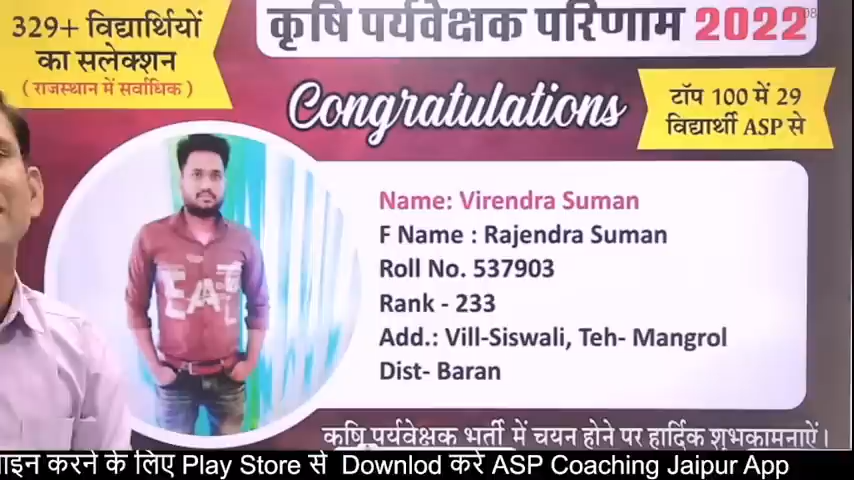 329+ विद्यार्थियों
का सलेक्शन
( राजस्थान में सर्वाधिक )
कृषि पर्यवेक्षक परिणाम 2022
Congratulations
टॉप 100 में 29
विद्यार्थी ASP से
EAT
Name: Virendra Suman
F Name : Rajendra Suman
Roll No. 537903
Rank - 233
Add.: Vill-Siswali, Teh- Mangrol
Dist- Baran
कृषि पर्यवेक्षक भर्ती में चयन होने पर हार्दिक शुभकामनाऐं।
करने के लिए Play Store से Downlod करें ASP Coaching Jaipur App